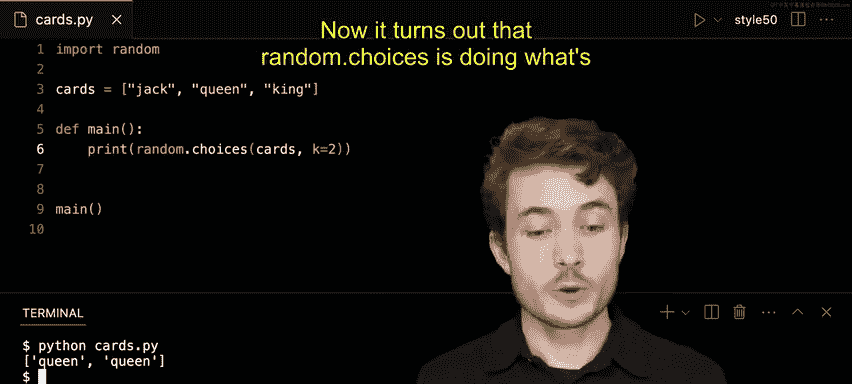 cards.py
style50
Now it turns out that
random.choices is doing what's
1 import random
2
3 cards = ["jack", "queen", "king"]
4
5 def main():
6 print(random.choices(cards, k=2))
7
8
9 main()
10
TERMINAL
$ python cards.py
['queen', 'queen']
$